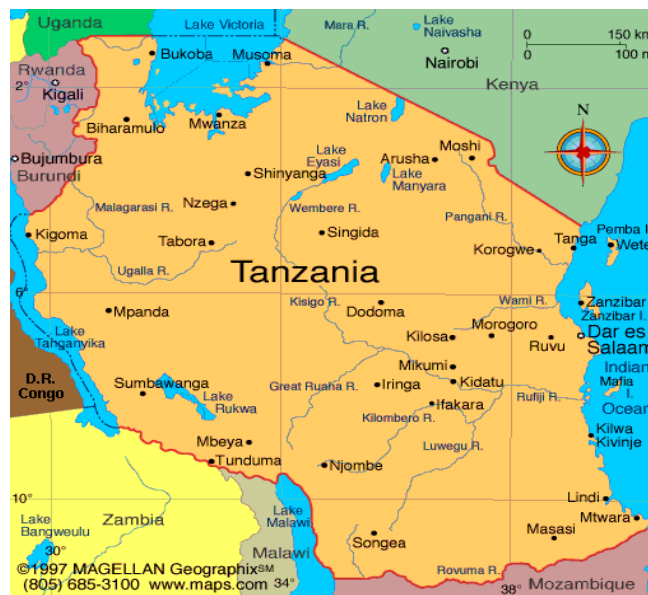 Uganda
Lake Victoria
Mara R.
Lake
Naivasha
0 150 km
0 100 m
Bukoba
Musoma
Nairobi
Rwanda
Kigali
2°
Kenya
Lake
Natron
N
Biharamulo
Mwanza
Bujumbura
Burundi
Lake
Eyasi
Arusha
Moshi
Shinyanga
Lake
Manyara
Malagarasi R.
Nzega
Wembere R.
Pangani R.
Pemba I
Kigoma
Tabora
Singida
Korogwe
Tanga
Wete
Ugalla R.
Tanzania
6°
Kisigo R.
Dodoma
Wami R.
Zanzibar
Zanzibar I.
Mpanda
Morogoro
Kilosa
Ruvu
Dar es
Salaam
Lake
Tanganyika
Mikumi
Indian
D.R.
Congo
Sumbawanga
Lake
Rukwa
Great Ruaha R.
Iringa
Kidatu
Mafia
I.
Rufiji R.
Ocean
Ifakara
Kilombero R.
Kilwa
Kivinje
Mbeya
Luwegu R.
Tunduma
Njombe
10°
Lindi
Lake
Malawi
Mtwara
Lake
Bangweulu
Zambia
Masasi
Songea
30°
Malawi
©1997 MAGELLAN Geographix℠
(805) 685-3100 www.maps.com
34°
Rovuma R.
38°
Mozambique